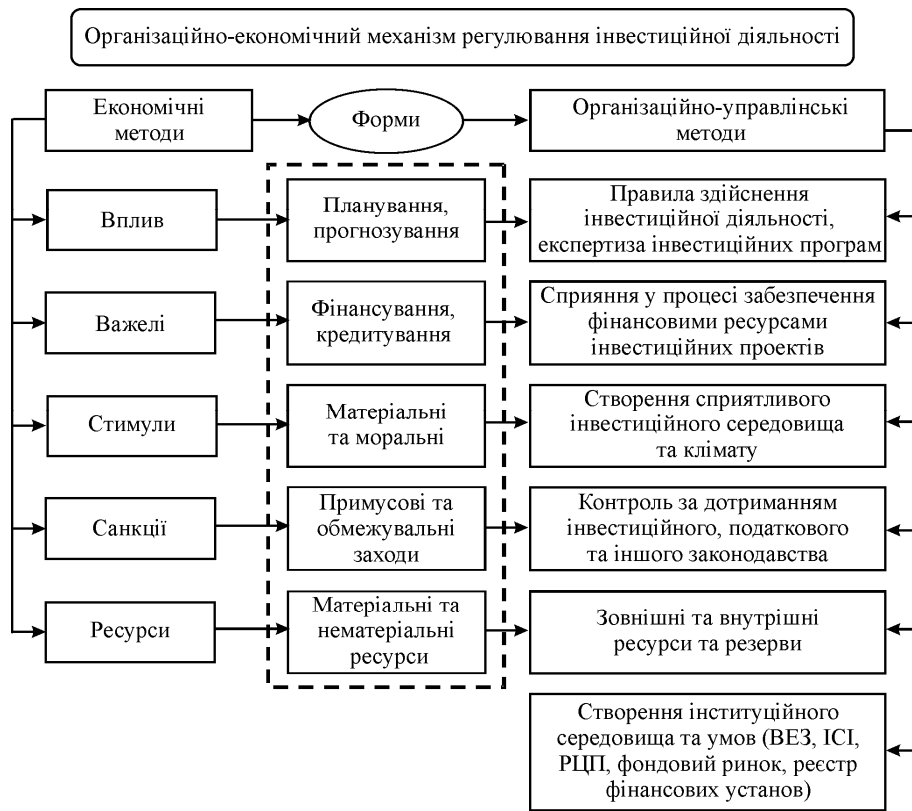 Організаційно-економічний механізм регулювання інвестиційної діяльності
Економічні
методи
Форми
Організаційно-управлінські
методи
Вплив
Планування,
прогнозування
Правила здійснення
інвестиційної діяльності,
експертиза інвестиційних програм
Важелі
Фінансування,
кредитування
Сприяння у процесі забезпечення
фінансовими ресурсами
інвестиційних проектів
Стимули
Матеріальні
та моральні
Створення сприятливого
інвестиційного середовища
та клімату
Санкції
Примусові та
обмежувальні
заходи
Контроль за дотриманням
інвестиційного, податкового
та іншого законодавства
Ресурси
Матеріальні та
нематеріальні
ресурси
Зовнішні та внутрішні
ресурси та резерви
Створення інституційного
середовища та умов (ВЕЗ, ІСІ,
РЦП, фондовий ринок, реєстр
фінансових установ)